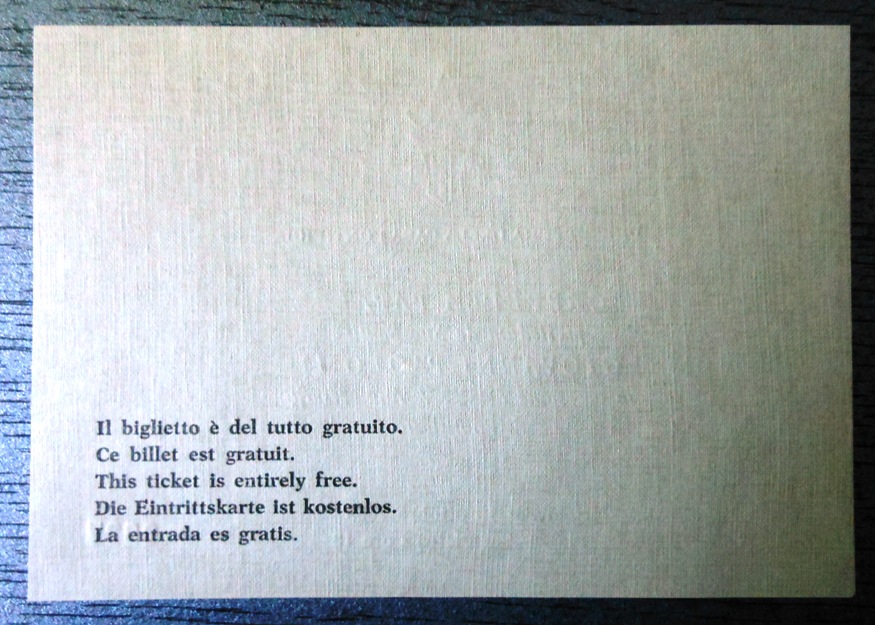 Il biglietto è del tutto gratuito.
Ce billet est gratuit.
This ticket is entirely free.
Die Eintrittskarte ist kostenlos.
La entrada es gratis.